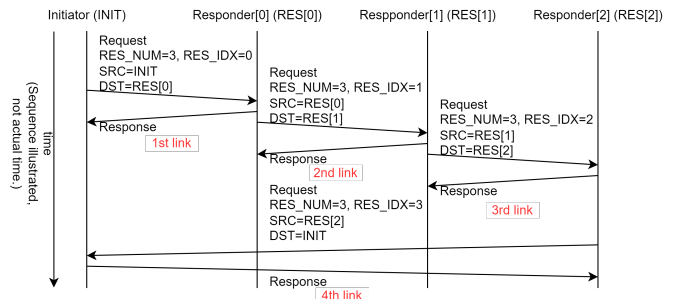 Initiator (INIT)
Responder[0] (RES[0])
Respponder[1] (RES[1])
Responder[2] (RES[2])
Request
RES_NUM=3, RES_IDX=0
SRC=INIT
DST=RES[0]
Response
1st link
Request
RES_NUM=3, RES_IDX=1
SRC=RES[0]
DST=RES[1]
Response
2nd link
Request
RES_NUM=3, RES_IDX=2
SRC=RES[1]
DST=RES[2]
Response
3rd link
Request
RES_NUM=3, RES_IDX=3
SRC=RES[2]
DST=INIT
Response
4th link
time
(Sequence illustrated,
not actual time.)